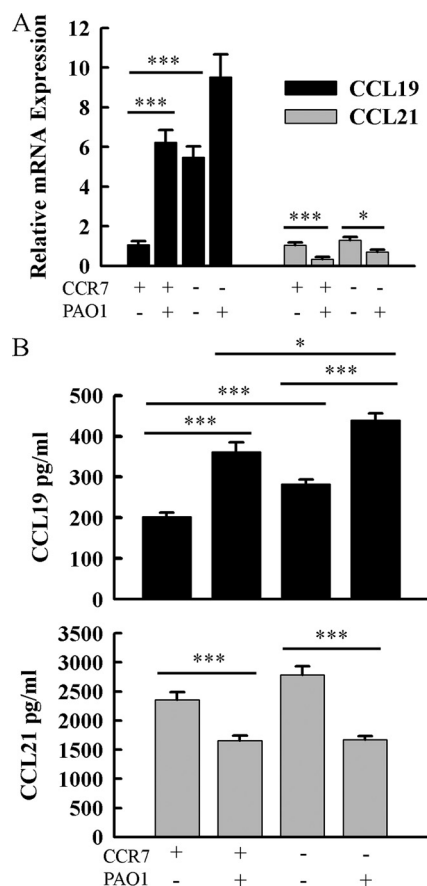 A
Relative mRNA Expression
12
10
8
6
4
2
0
***
***
CCL19
CCL21
***
*
CCR7 + + - - + + - -
PAO1 - + - + - + - +
B
CCL19 pg/ml
500
400
300
200
100
0
*
***
***
***
CCL21 pg/ml
3500
3000
2500
2000
1500
1000
500
0
***
***
CCR7 + + - -
PAO1 - + - +